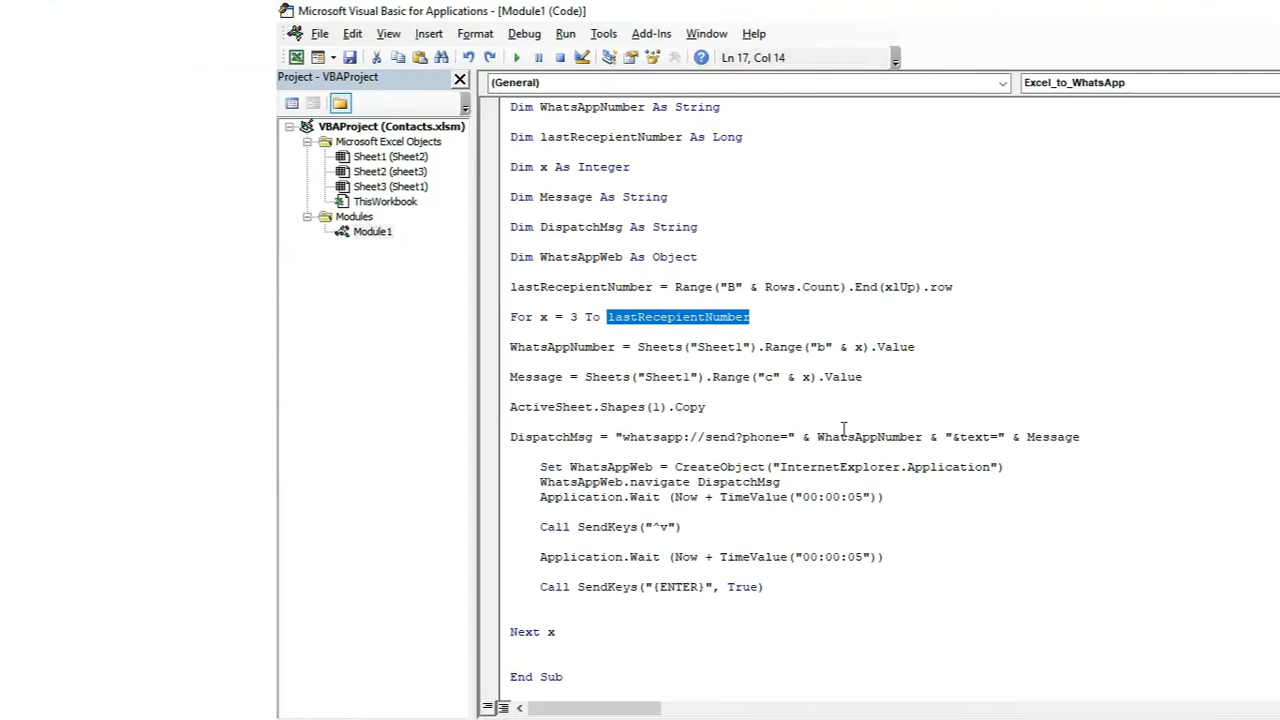 Microsoft Visual Basic for Applications - [Module1 (Code)]
File Edit View Insert Format Debug Run Tools Add-Ins Window Help
Ln 17, Col 14
Project - VBAProject
VBAProject (Contacts.xlsm)
Microsoft Excel Objects
Sheet1 (Sheet2)
Sheet2 (sheet3)
Sheet3 (Sheet1)
ThisWorkbook
Modules
Module1
(General)
Excel_to_WhatsApp
Dim WhatsAppNumber As String
Dim lastRecepientNumber As Long
Dim x As Integer
Dim Message As String
Dim DispatchMsg As String
Dim WhatsAppWeb As Object
lastRecepientNumber = Range("B" & Rows.Count).End(xlUp).row
For x = 3 To lastRecepientNumber
WhatsAppNumber = Sheets("Sheet1").Range("b" & x).Value
Message = Sheets("Sheet1").Range("c" & x).Value
ActiveSheet.Shapes(1).Copy
DispatchMsg = "whatsapp://send?phone=" & WhatsAppNumber & "&text=" & Message
Set WhatsAppWeb = CreateObject("InternetExplorer.Application")
WhatsAppWeb.navigate DispatchMsg
Application.Wait (Now + TimeValue("00:00:05"))
Call SendKeys("^v")
Application.Wait (Now + TimeValue("00:00:05"))
Call SendKeys("{ENTER}", True)
Next x
End Sub